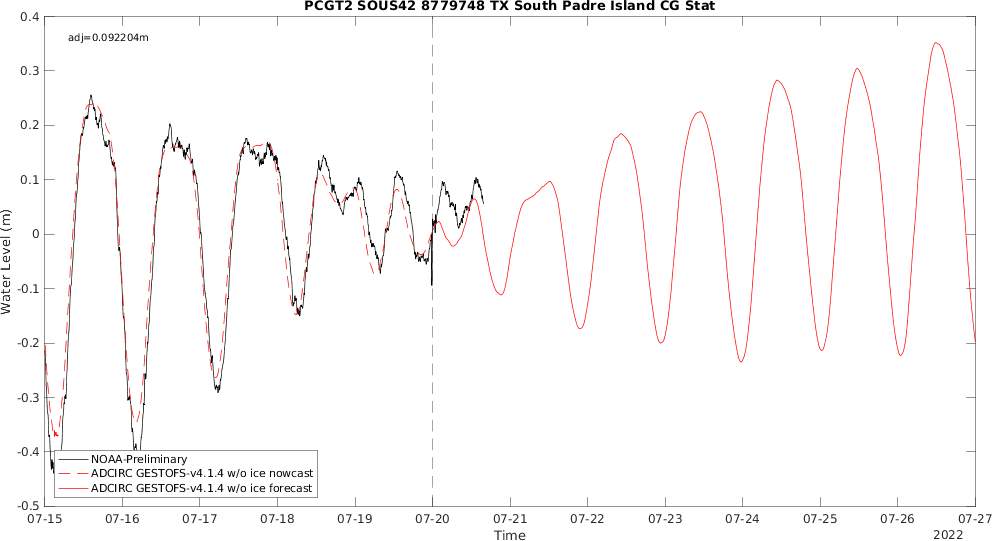 PCGT2 SOUS42 8779748 TX South Padre Island CG Stat
adj=0.092204m
0.4
0.3
0.2
0.1
0
-0.1
-0.2
-0.3
-0.4
-0.5
Water Level (m)
NOAA-Preliminary
ADCIRC GESTOFS-v4.1.4 w/o ice nowcast
ADCIRC GESTOFS-v4.1.4 w/o ice forecast
07-15 07-16 07-17 07-18 07-19 07-20 07-21 07-22 07-23 07-24 07-25 07-26 07-27
Time
2022